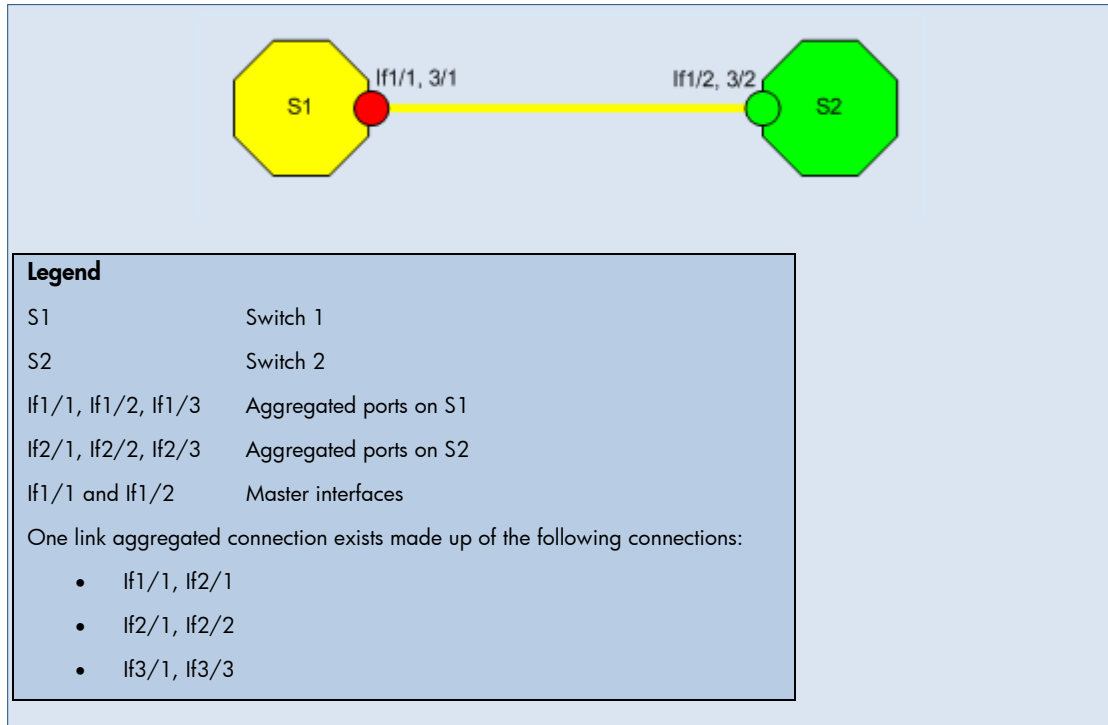 If1/1, 3/1
If1/2, 3/2
S1
S2
Legend
S1 Switch 1
S2 Switch 2
If1/1, If1/2, If1/3 Aggregated ports on S1
If2/1, If2/2, If2/3 Aggregated ports on S2
If1/1 and If1/2 Master interfaces
One link aggregated connection exists made up of the following connections:
• If1/1, If2/1
• If2/1, If2/2
• If3/1, If3/3